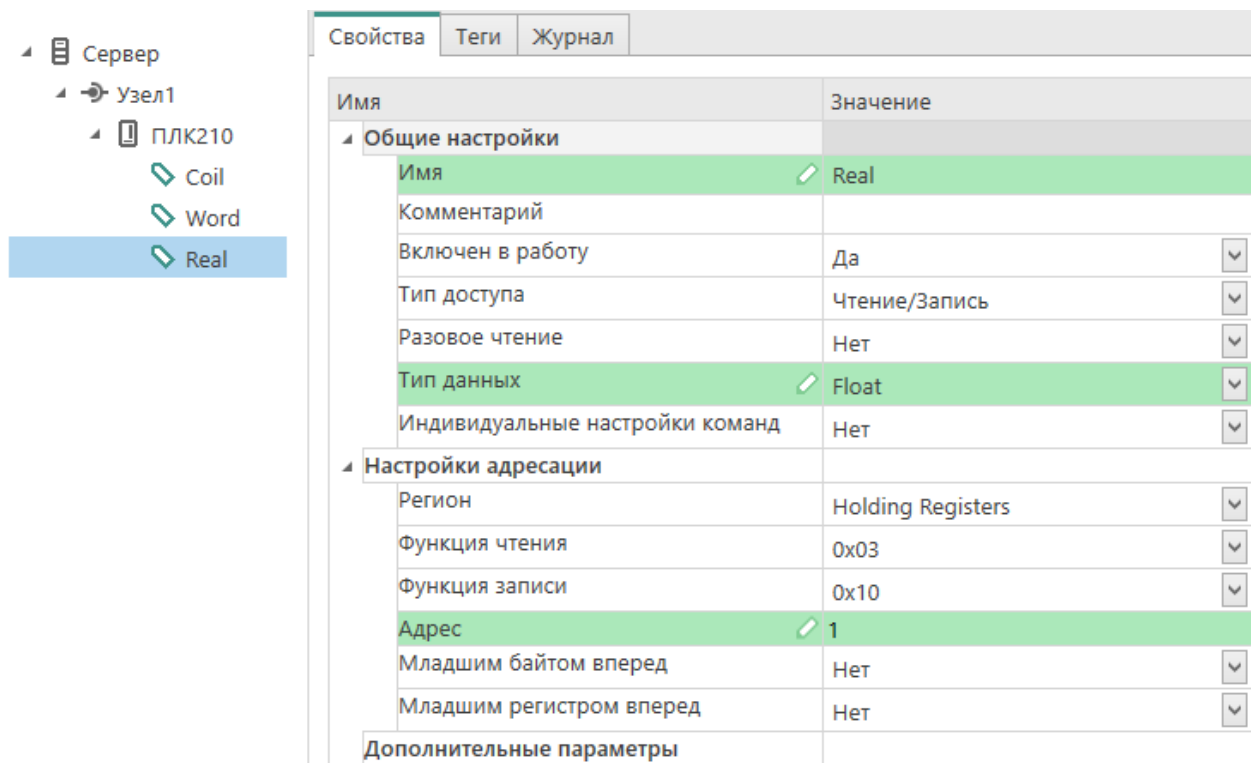 Сервер
Узел1
ПЛК210
Coil
Word
Real
Свойства Теги Журнал
Имя Значение
Общие настройки
Имя Real
Комментарий
Включен в работу Да
Тип доступа Чтение/Запись
Разовое чтение Нет
Тип данных Float
Индивидуальные настройки команд Нет
Настройки адресации
Регион Holding Registers
Функция чтения 0x03
Функция записи 0x10
Адрес 1
Младшим байтом вперед Нет
Младшим регистром вперед Нет
Дополнительные параметры